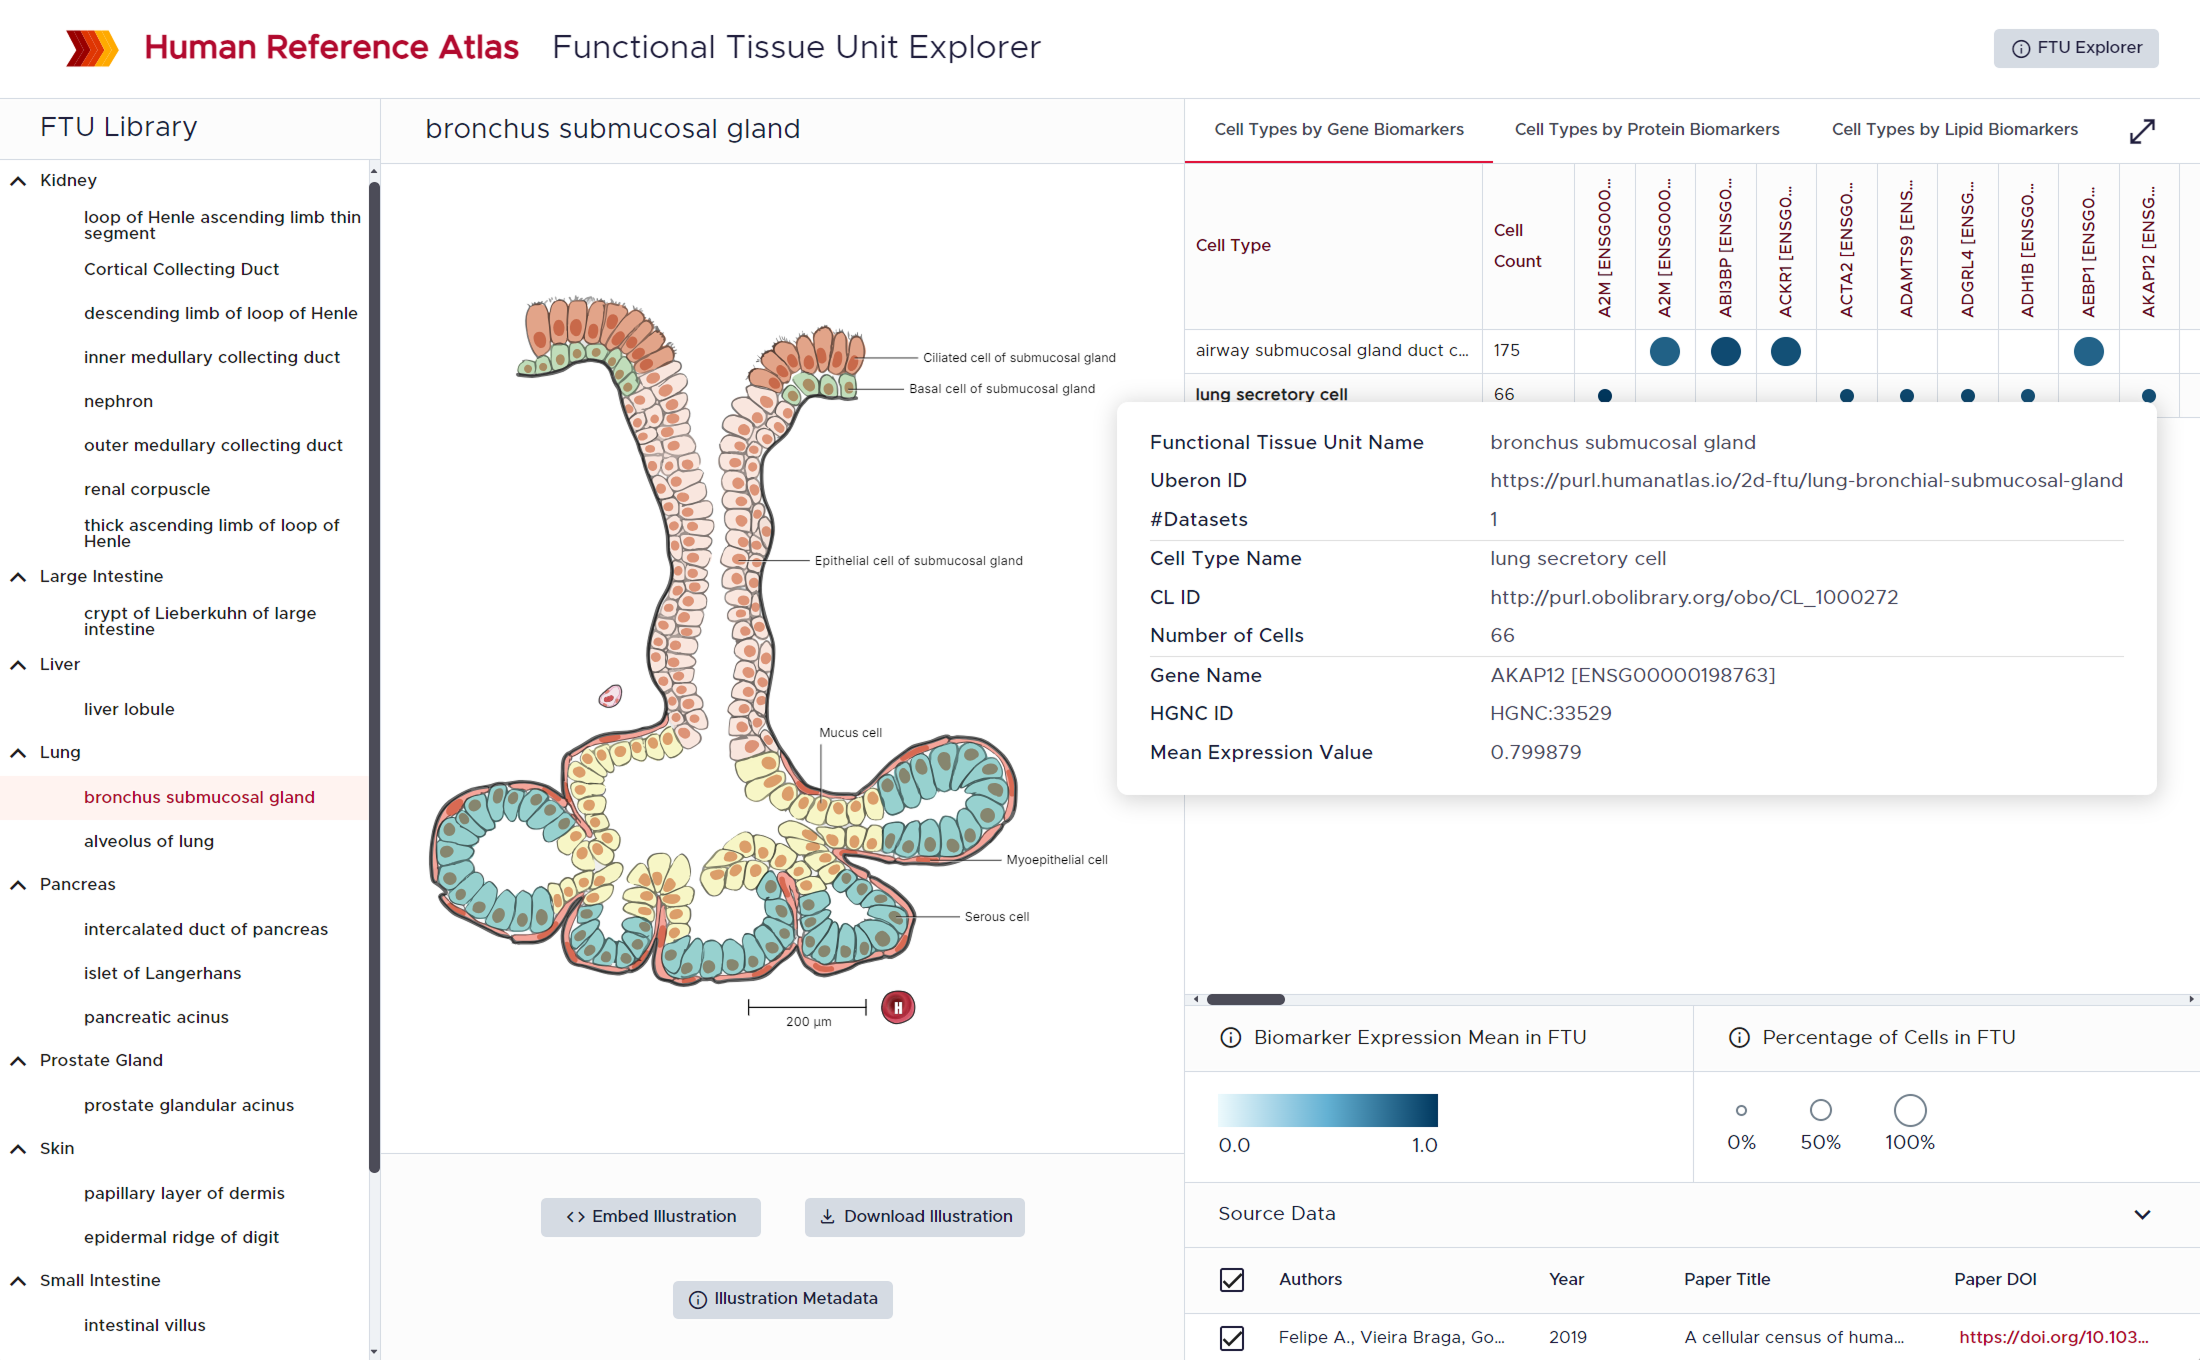 Human Reference Atlas Functional Tissue Unit Explorer
FTU Explorer
FTU Library
Kidney
loop of Henle ascending limb thin
segment
Cortical Collecting Duct
descending limb of loop of Henle
inner medullary collecting duct
nephron
outer medullary collecting duct
renal corpuscle
thick ascending limb of loop of
Henle
Large Intestine
crypt of Lieberkuhn of large
intestine
Liver
liver lobule
Lung
bronchus submucosal gland
alveolus of lung
Pancreas
intercalated duct of pancreas
islet of Langerhans
pancreatic acinus
Prostate Gland
prostate glandular acinus
Skin
papillary layer of dermis
epidermal ridge of digit
Small Intestine
intestinal villus
bronchus submucosal gland
Ciliated cell of submucosal gland
Basal cell of submucosal gland
Epithelial cell of submucosal gland
Mucus cell
Myoepithelial cell
Serous cell
200 µm
H
Embed Illustration
Download Illustration
Illustration Metadata
Cell Types by Gene Biomarkers
Cell Types by Protein Biomarkers
Cell Types by Lipid Biomarkers
Cell Type
Cell
Count
A2M [ENSG000...
A2M [ENSG000...
ABI3BP [ENSG0...
ACKR1 [ENSG0...
ACTA2 [ENSG0...
ADAMTS9 [ENS...
ADGRL4 [ENSG...
ADH1B [ENSG0...
AEBP1 [ENSG0...
AKAP12 [ENSG...
airway submucosal gland duct c... 175
lung secretory cell 66
Functional Tissue Unit Name bronchus submucosal gland
Uberon ID https://purl.humanatlas.io/2d-ftu/lung-bronchial-submucosal-gland
#Datasets 1
Cell Type Name lung secretory cell
CL ID http://purl.obolibrary.org/obo/CL_1000272
Number of Cells 66
Gene Name AKAP12 [ENSG00000198763]
HGNC ID HGNC:33529
Mean Expression Value 0.799879
Biomarker Expression Mean in FTU
0.0 1.0
Percentage of Cells in FTU
0% 50% 100%
Source Data
Authors Year Paper Title Paper DOI
Felipe A., Vieira Braga, Go... 2019 A cellular census of huma... https://doi.org/10.103...